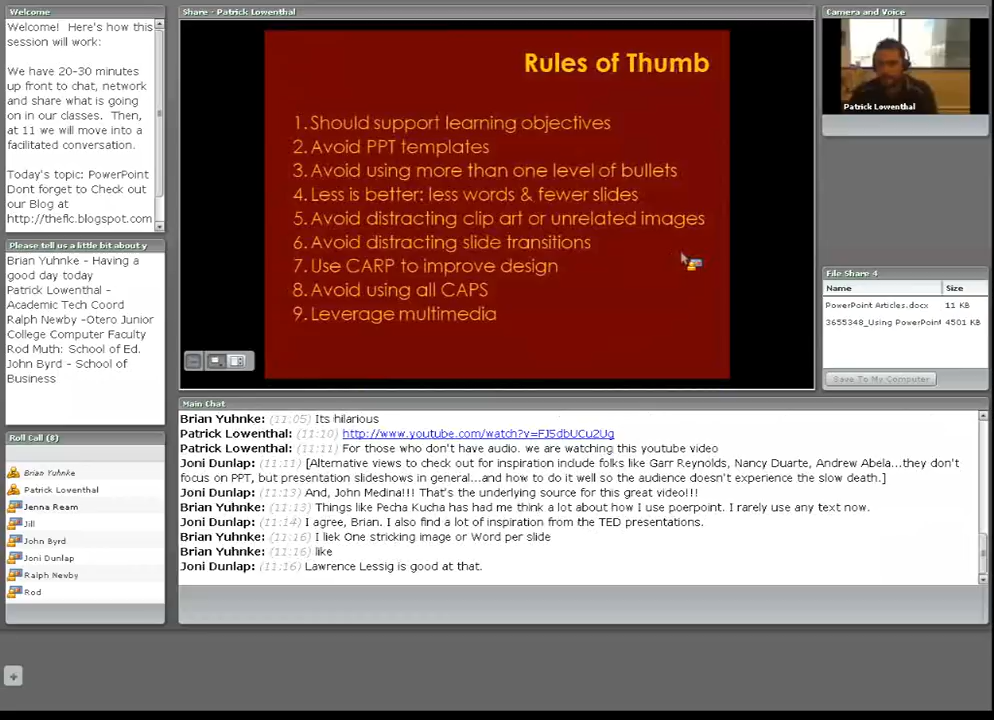 Welcome
Welcome!  Here's how this
session will work:
We have 20-30 minutes
up front to chat, network
and share what is going
on in our classes.  Then,
at 11 we will move into a
facilitated conversation.
Today's topic: PowerPoint
Dont forget to Check out
our Blog at
http://theflc.blogspot.com
Please tell us a little bit about y
Brian Yuhnke - Having a
good day today
Patrick Lowenthal -
Academic Tech Coord
Ralph Newby -Otero Junior
College Computer Faculty
Rod Muth: School of Ed.
John Byrd - School of
Business
Roll Call (8)
Brian Yuhnke
Patrick Lowenthal
Jenna Ream
Jill
John Byrd
Joni Dunlap
Ralph Newby
Rod
Share - Patrick Lowenthal
Rules of Thumb
1. Should support learning objectives
2. Avoid PPT templates
3. Avoid using more than one level of bullets
4. Less is better: less words & fewer slides
5. Avoid distracting clip art or unrelated images
6. Avoid distracting slide transitions
7. Use CARP to improve design
8. Avoid using all CAPS
9. Leverage multimedia
Main Chat
Brian Yuhnke: (11:05) Its hilarious
Patrick Lowenthal: (11:10) http://www.youtube.com/watch?v=FJ5dbUCu2Ug
Patrick Lowenthal: (11:11) For those who don't have audio. we are watching this youtube video
Joni Dunlap: (11:11) [Alternative views to check out for inspiration include folks like Garr Reynolds, Nancy Duarte, Andrew Abela...they don't
focus on PPT, but presentation slideshows in general...and how to do it well so the audience doesn't experience the slow death.]
Joni Dunlap: (11:13) And, John Medina!!! That's the underlying source for this great video!!!
Brian Yuhnke: (11:13) Things like Pecha Kucha has had me think a lot about how I use poerpoint. I rarely use any text now.
Joni Dunlap: (11:14) I agree, Brian. I also find a lot of inspiration from the TED presentations.
Brian Yuhnke: (11:16) I liek One stricking image or Word per slide
Brian Yuhnke: (11:16) like
Joni Dunlap: (11:16) Lawrence Lessig is good at that.
Camera and Voice
Patrick Lowenthal
File Share 4
Name Size
PowerPoint Articles.docx 11 KB
3655348_Using PowerPoint 4501 KB
Save To My Computer